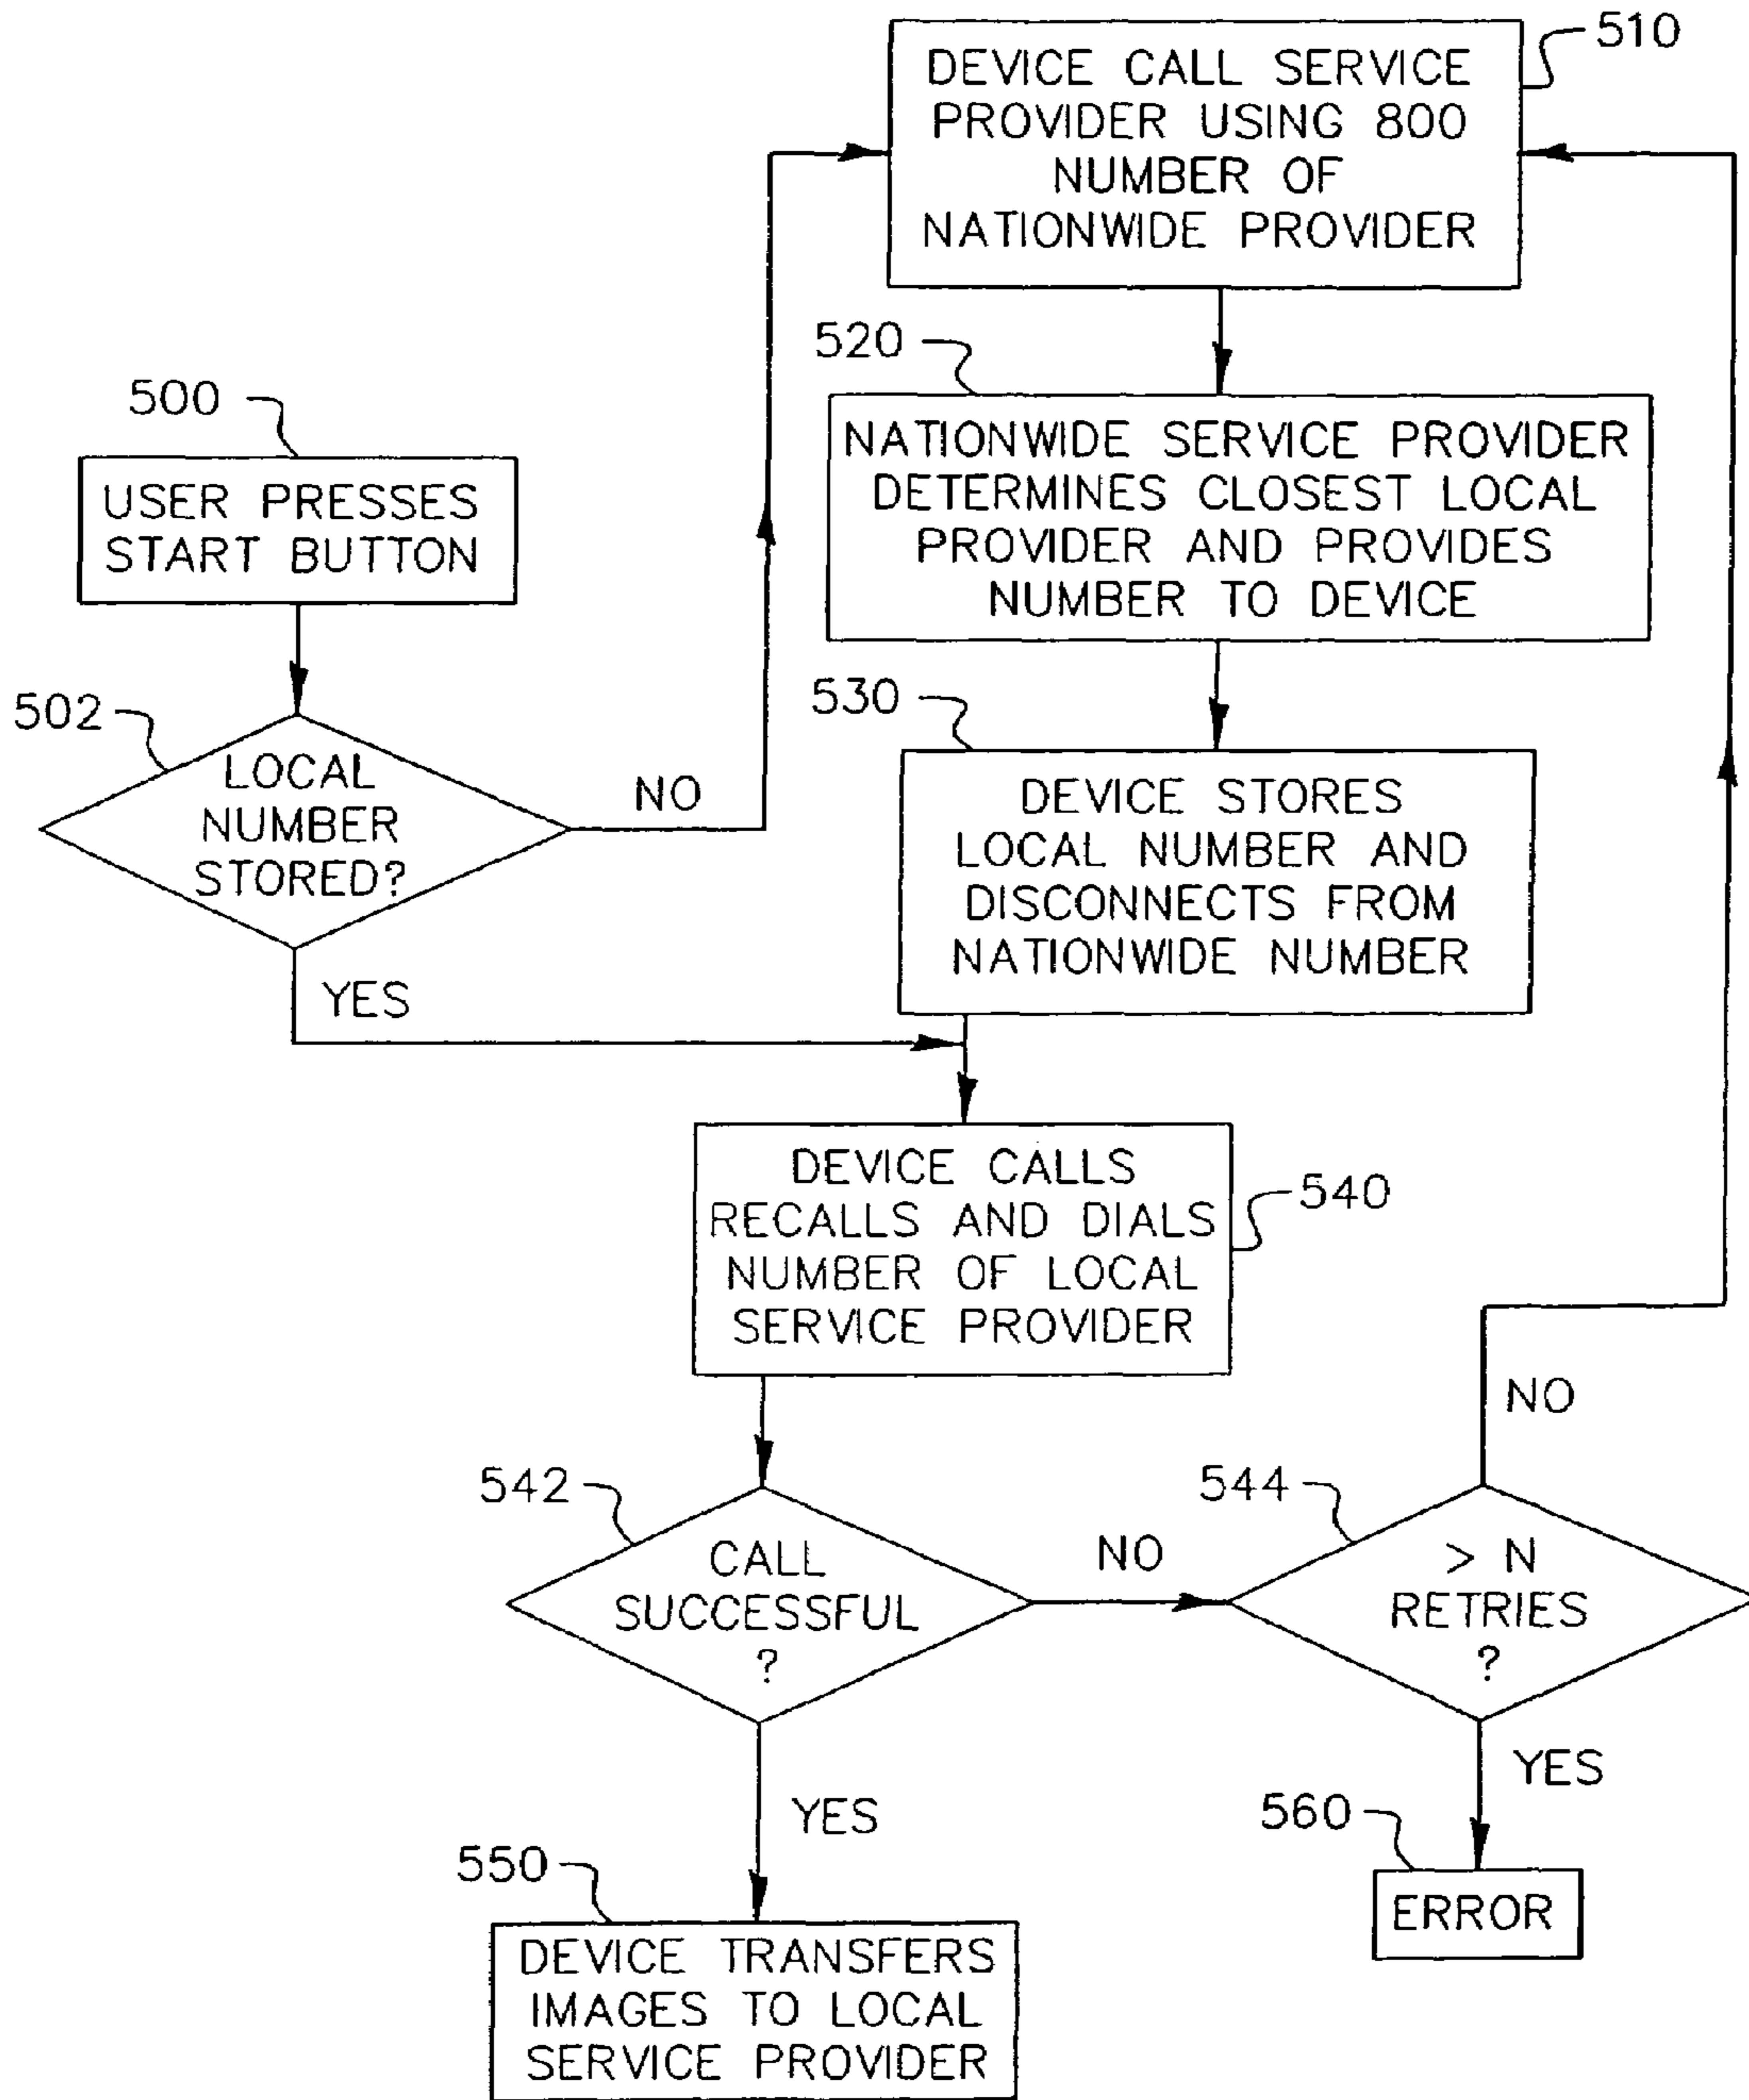 510
DEVICE CALL SERVICE
PROVIDER USING 800
NUMBER OF
NATIONWIDE PROVIDER
520
NATIONWIDE SERVICE PROVIDER
DETERMINES CLOSEST LOCAL
PROVIDER AND PROVIDES
NUMBER TO DEVICE
500
USER PRESSES
START BUTTON
502
LOCAL
NUMBER
STORED?
NO
YES
530
DEVICE STORES
LOCAL NUMBER AND
DISCONNECTS FROM
NATIONWIDE NUMBER
540
DEVICE CALLS
RECALLS AND DIALS
NUMBER OF LOCAL
SERVICE PROVIDER
542
CALL
SUCCESSFUL
?
NO
YES
544
> N
RETRIES
?
NO
YES
550
DEVICE TRANSFERS
IMAGES TO LOCAL
SERVICE PROVIDER
560
ERROR